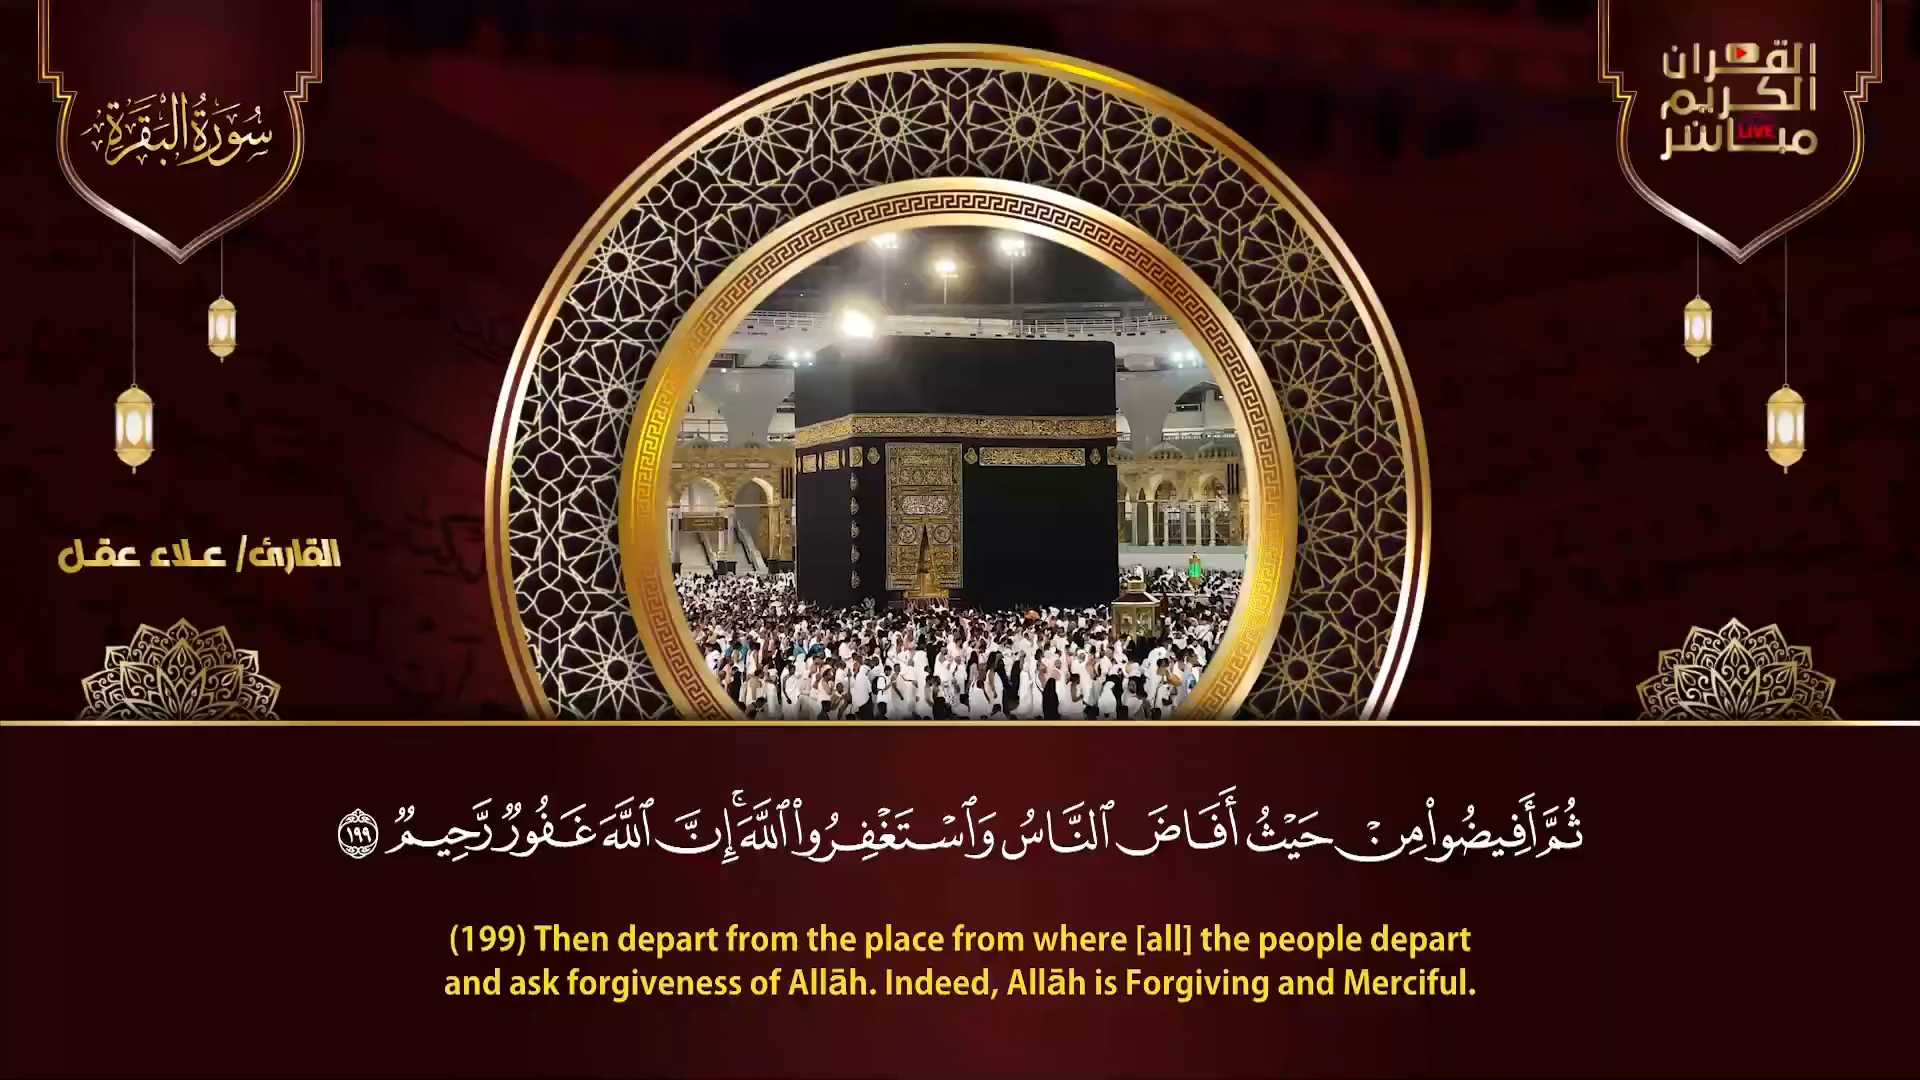 سُورَةُ البَقَرَةِ
القران
الكريم
مباشر
LIVE
القارئ/ علاء عقل
ثُمَّ أَفِيضُوا۟ مِنْ حَيْثُ أَفَاضَ ٱلنَّاسُ وَٱسْتَغْفِرُوا۟ ٱللَّهَ ۚ إِنَّ ٱللَّهَ غَفُورٌ رَّحِيمٌ ١٩٩
(199) Then depart from the place from where [all] the people depart
and ask forgiveness of Allāh. Indeed, Allāh is Forgiving and Merciful.